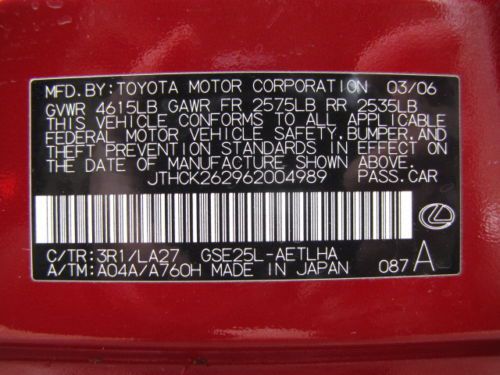 MFD. BY: TOYOTA MOTOR CORPORATION 03/06
GVWR 4615LB GAWR FR 2575LB RR 2535LB
THIS VEHICLE CONFORMS TO ALL APPLICABLE
FEDERAL MOTOR VEHICLE SAFETY, BUMPER, AND
THEFT PREVENTION STANDARDS IN EFFECT ON
THE DATE OF MANUFACTURE SHOWN ABOVE.
JTHCK262962004989 PASS. CAR
C/TR: 3R1/LA27 GSE25L-AETLHA
A/TM: A04A/A760H MADE IN JAPAN 087 A